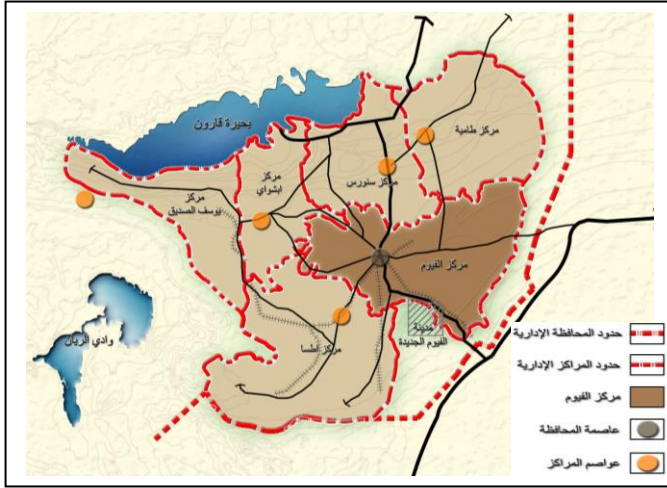 بحيرة قارون
مركز طامية
مركز سنورس
مركز
ابشواي
مركز
يوسف الصديق
مركز الفيوم
وادي الريان
مدينة
الفيوم الجديدة
مركز اطسا
حدود المحافظة الإدارية
حدود المراكز الإدارية
مركز الفيوم
عاصمة المحافظة
عواصم المراكز